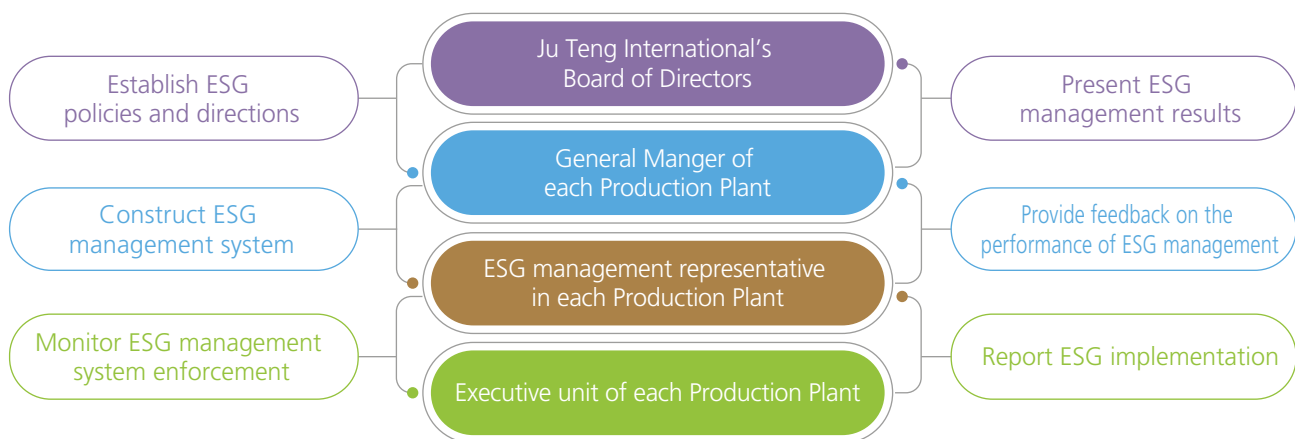 Ju Teng International's
Board of Directors
Establish ESG
policies and directions
Present ESG
management results
General Manger of
each Production Plant
Construct ESG
management system
Provide feedback on the
performance of ESG management
ESG management representative
in each Production Plant
Monitor ESG management
system enforcement
Report ESG implementation
Executive unit of each Production Plant